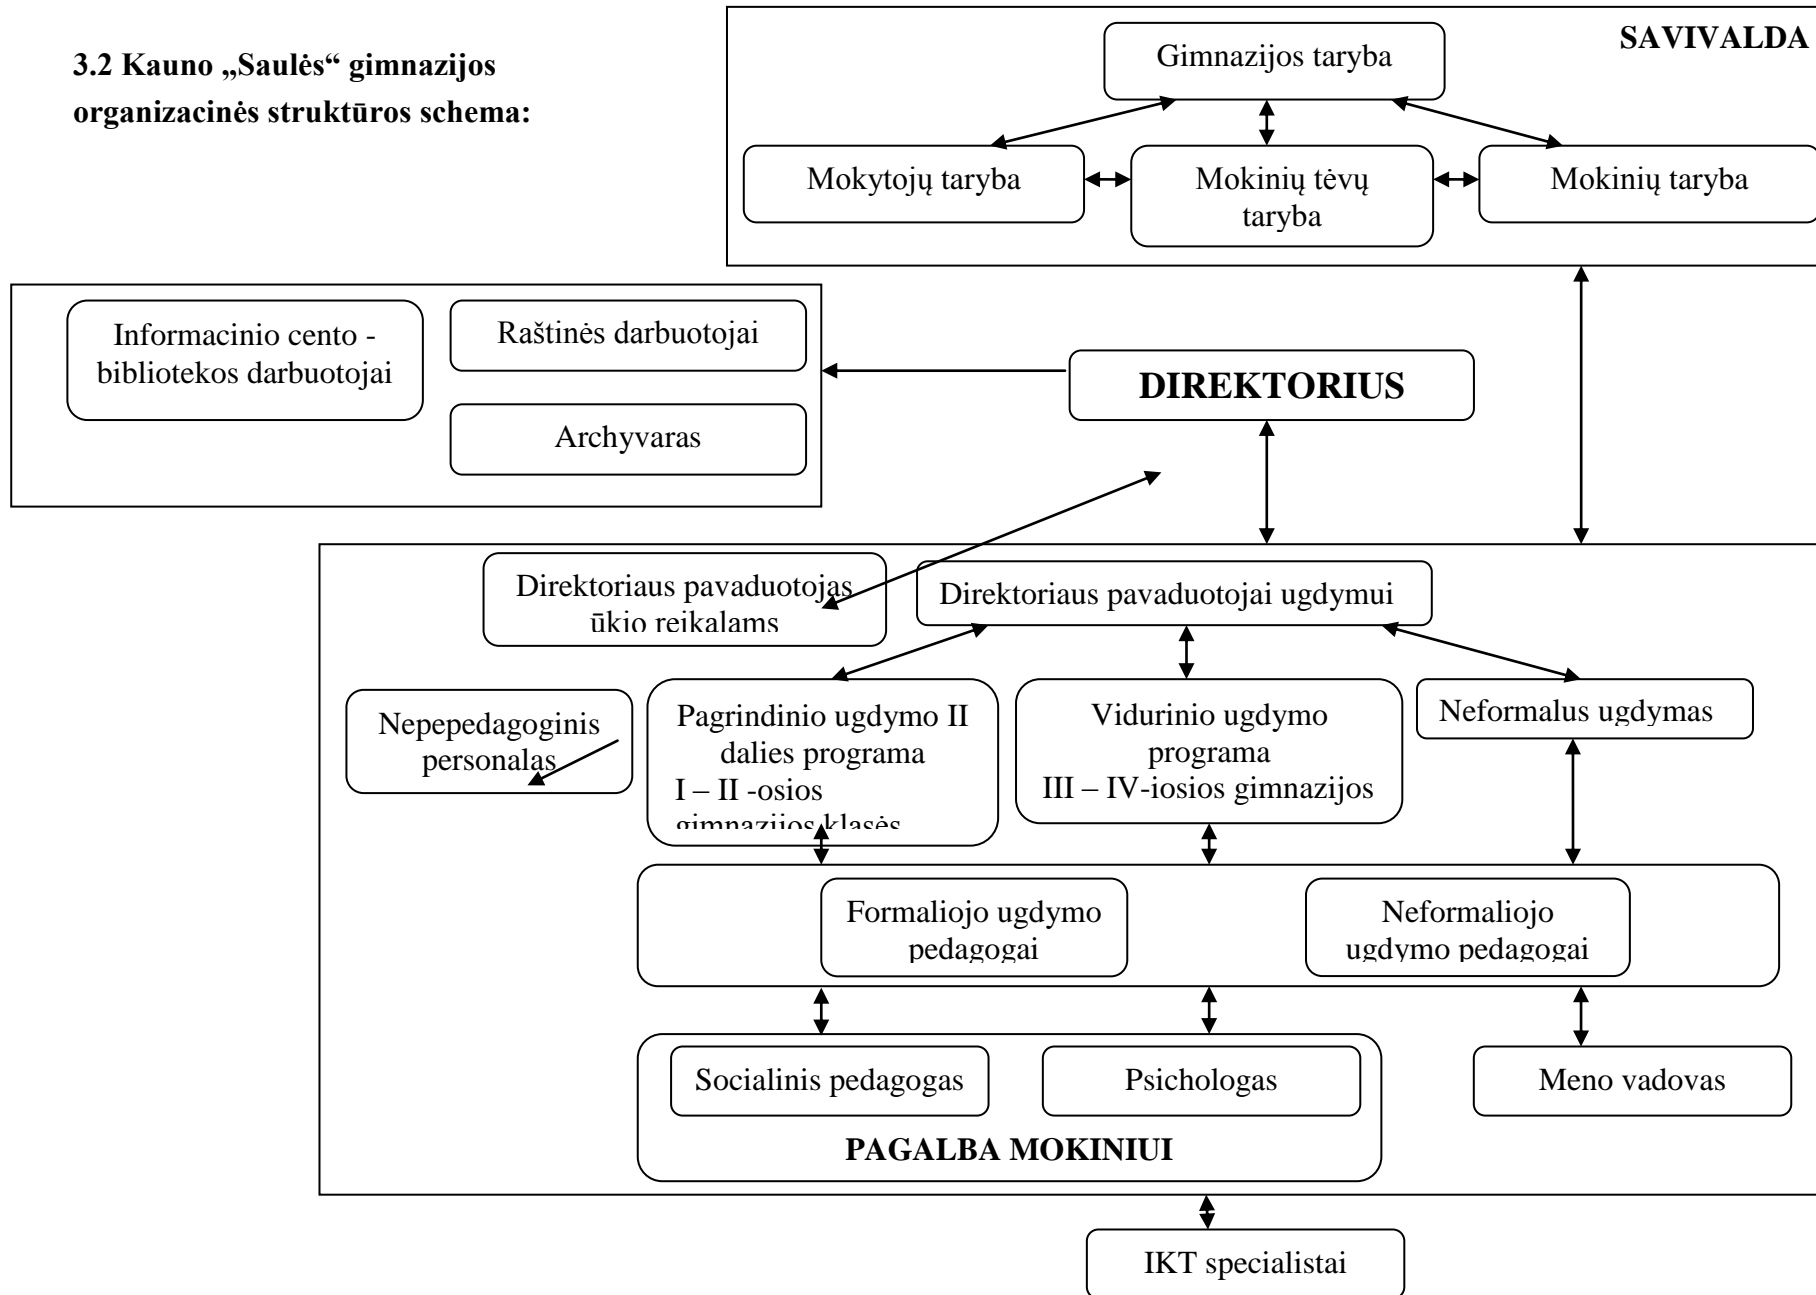 3.2 Kauno „Saulės“ gimnazijos
organizacinės struktūros schema:
SAVIVALDA
Gimnazijos taryba
Mokytojų taryba
Mokinių tėvų
taryba
Mokinių taryba
Informacinio cento -
bibliotekos darbuotojai
Raštinės darbuotojai
Archyvaras
DIREKTORIUS
Direktoriaus pavaduotojas
ūkio reikalams
Direktoriaus pavaduotojai ugdymui
Nepepedagoginis
personalas
Pagrindinio ugdymo II
dalies programa
I – II -osios
gimnazijos klasės
Vidurinio ugdymo
programa
III – IV-iosios gimnazijos
Neformalus ugdymas
Formaliojo ugdymo
pedagogai
Neformaliojo
ugdymo pedagogai
Socialinis pedagogas
Psichologas
PAGALBA MOKINIUI
Meno vadovas
IKT specialistai